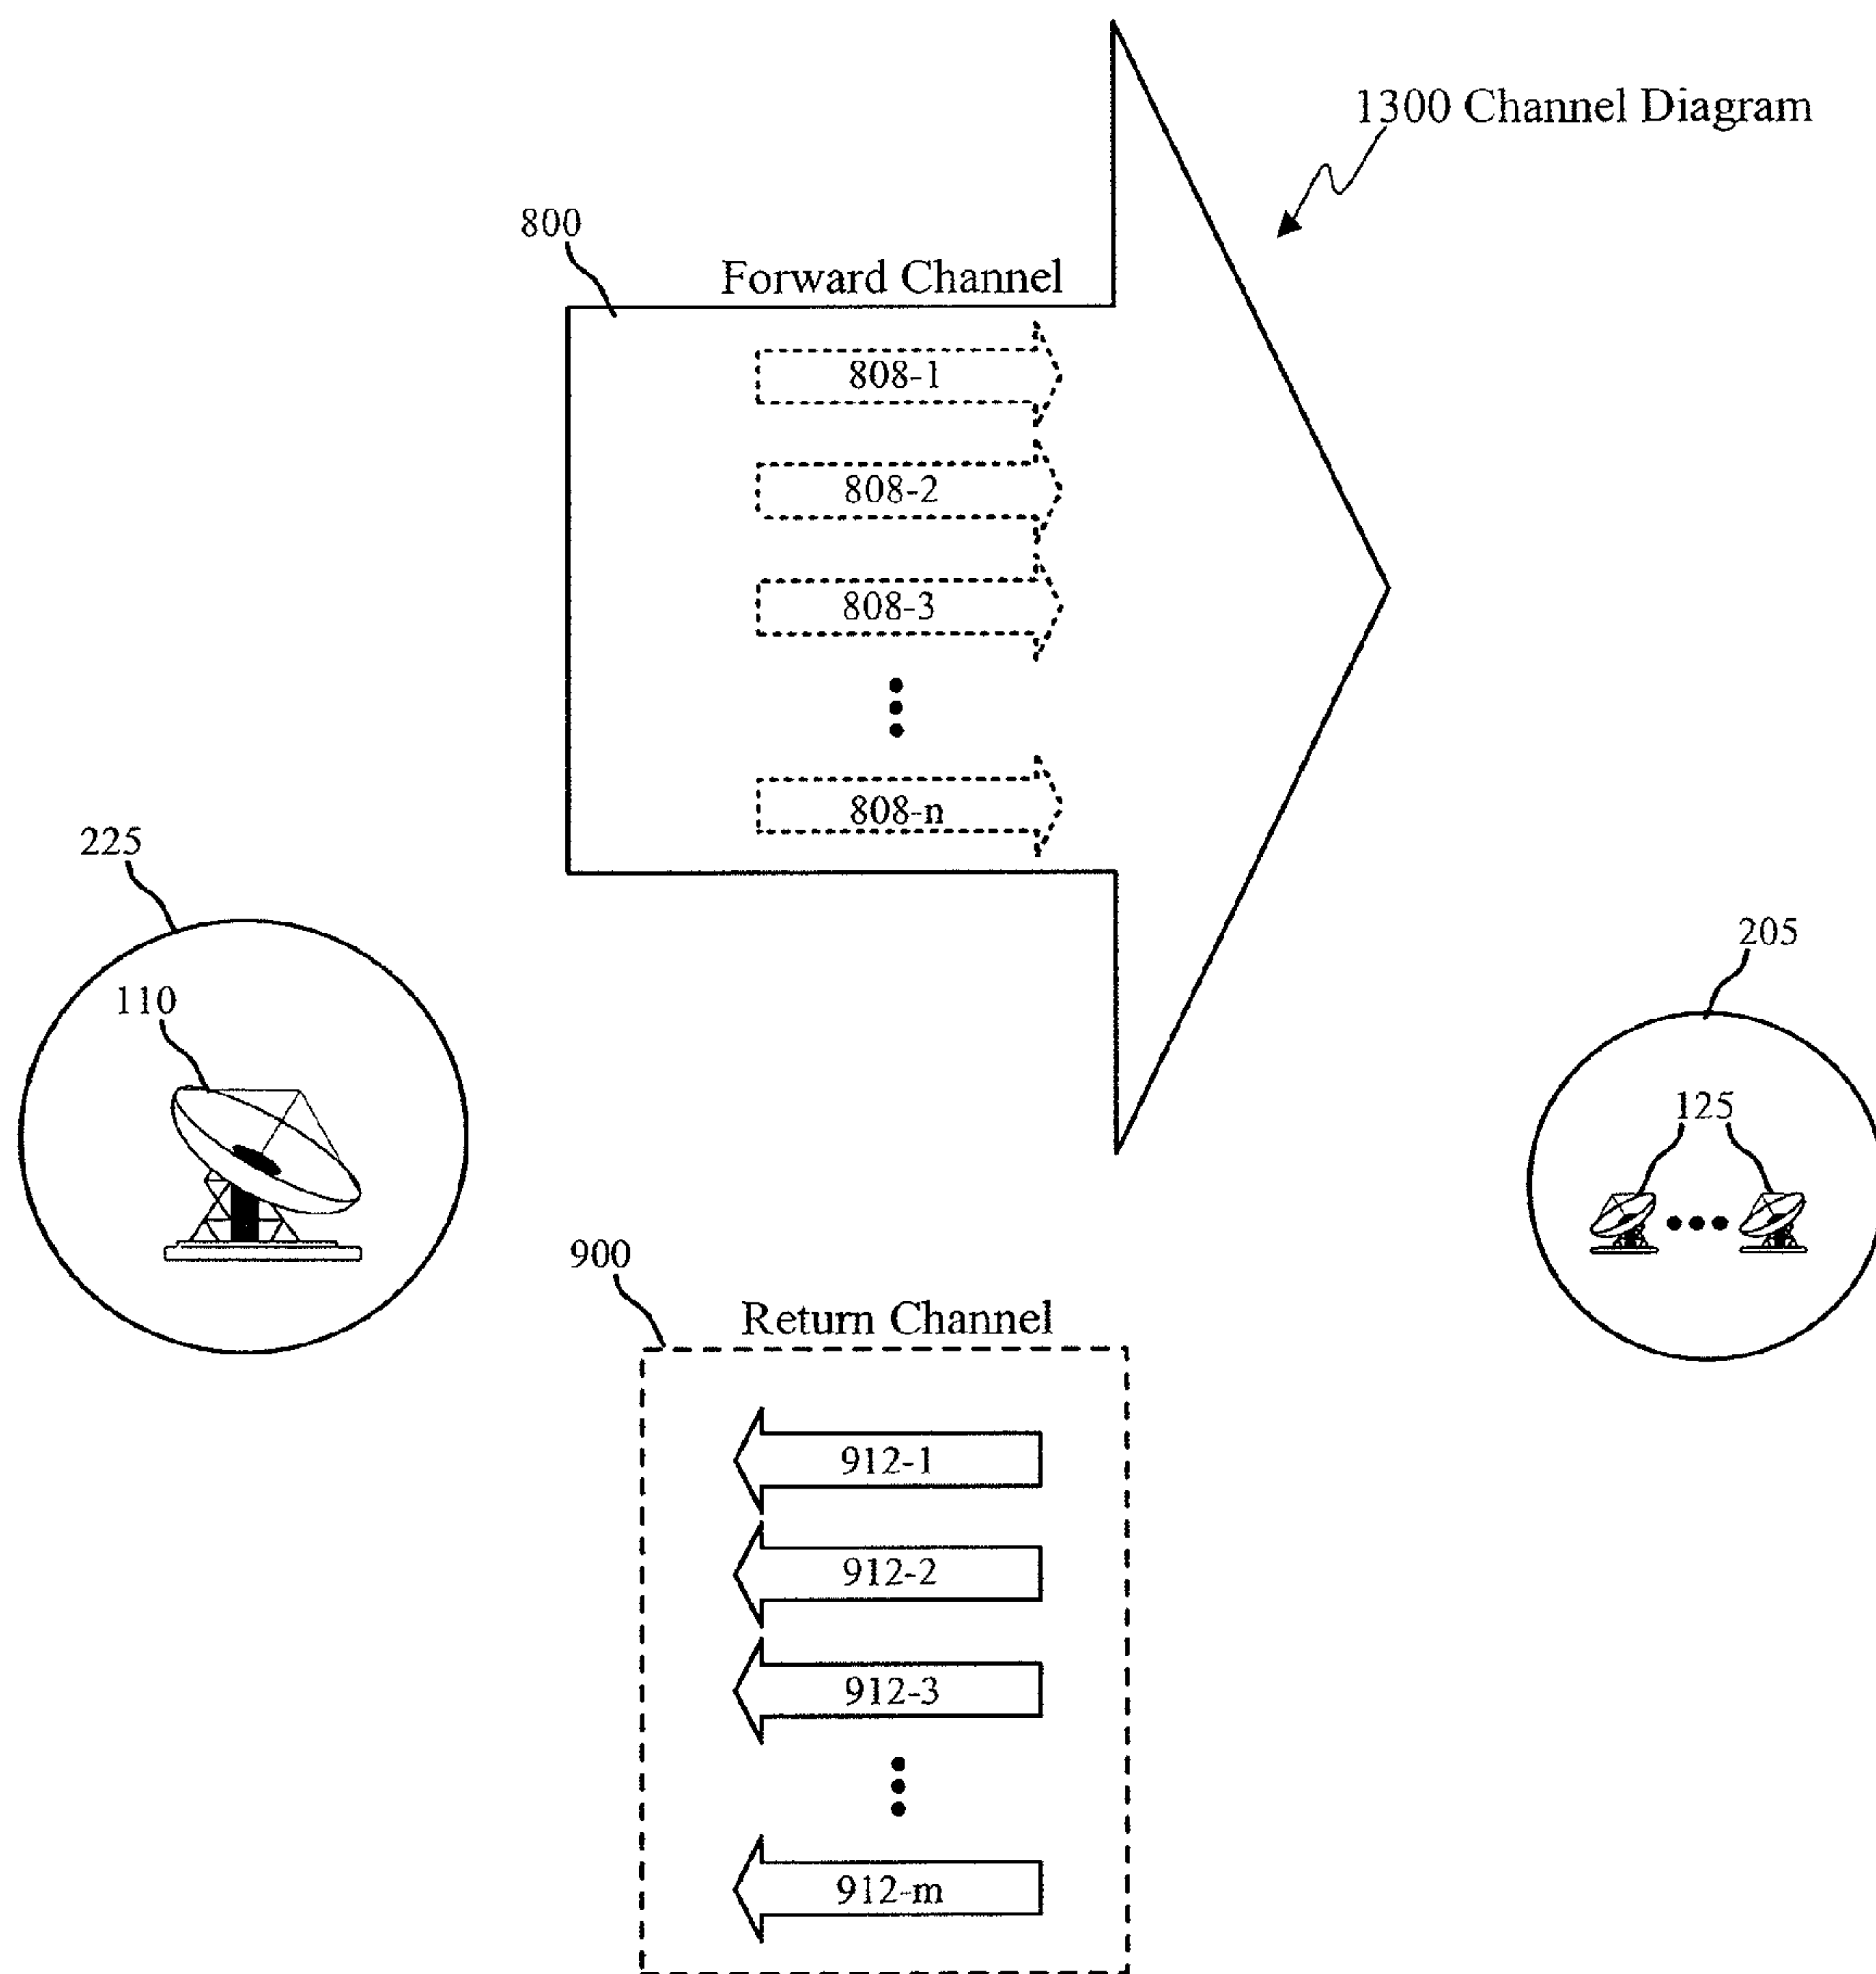 1300 Channel Diagram
800
Forward Channel
808-1
808-2
808-3
808-n
225
110
205
125
900
Return Channel
912-1
912-2
912-3
912-m